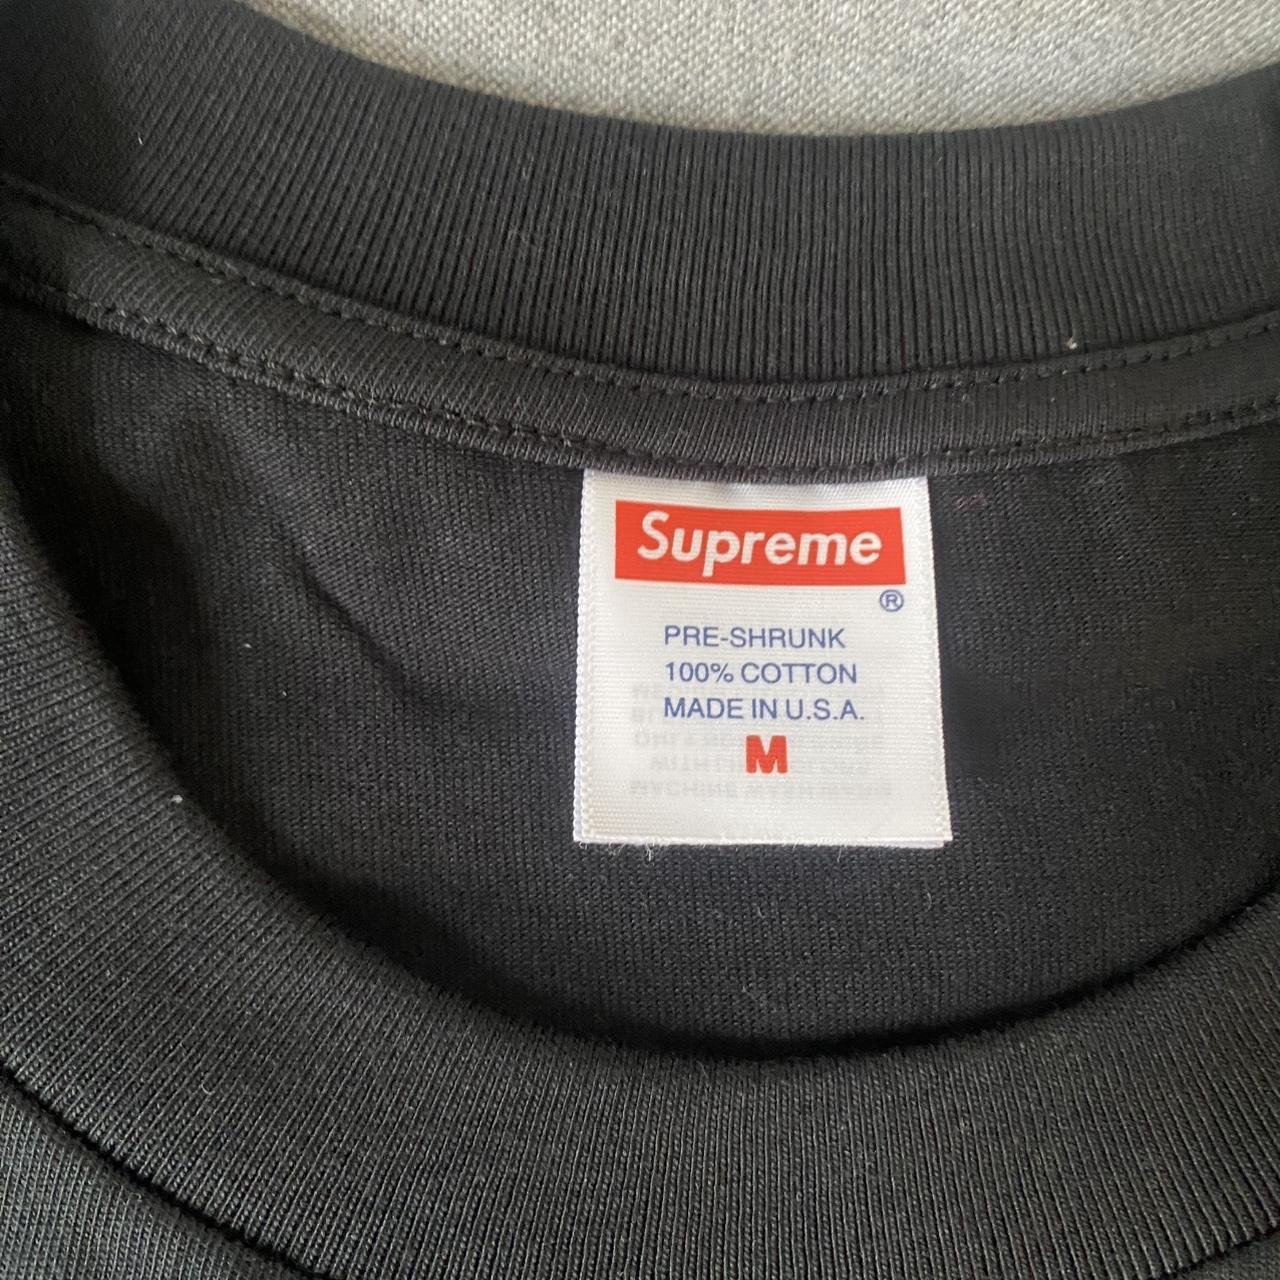 Supreme
®
PRE-SHRUNK
100% COTTON
MADE IN U.S.A.
M